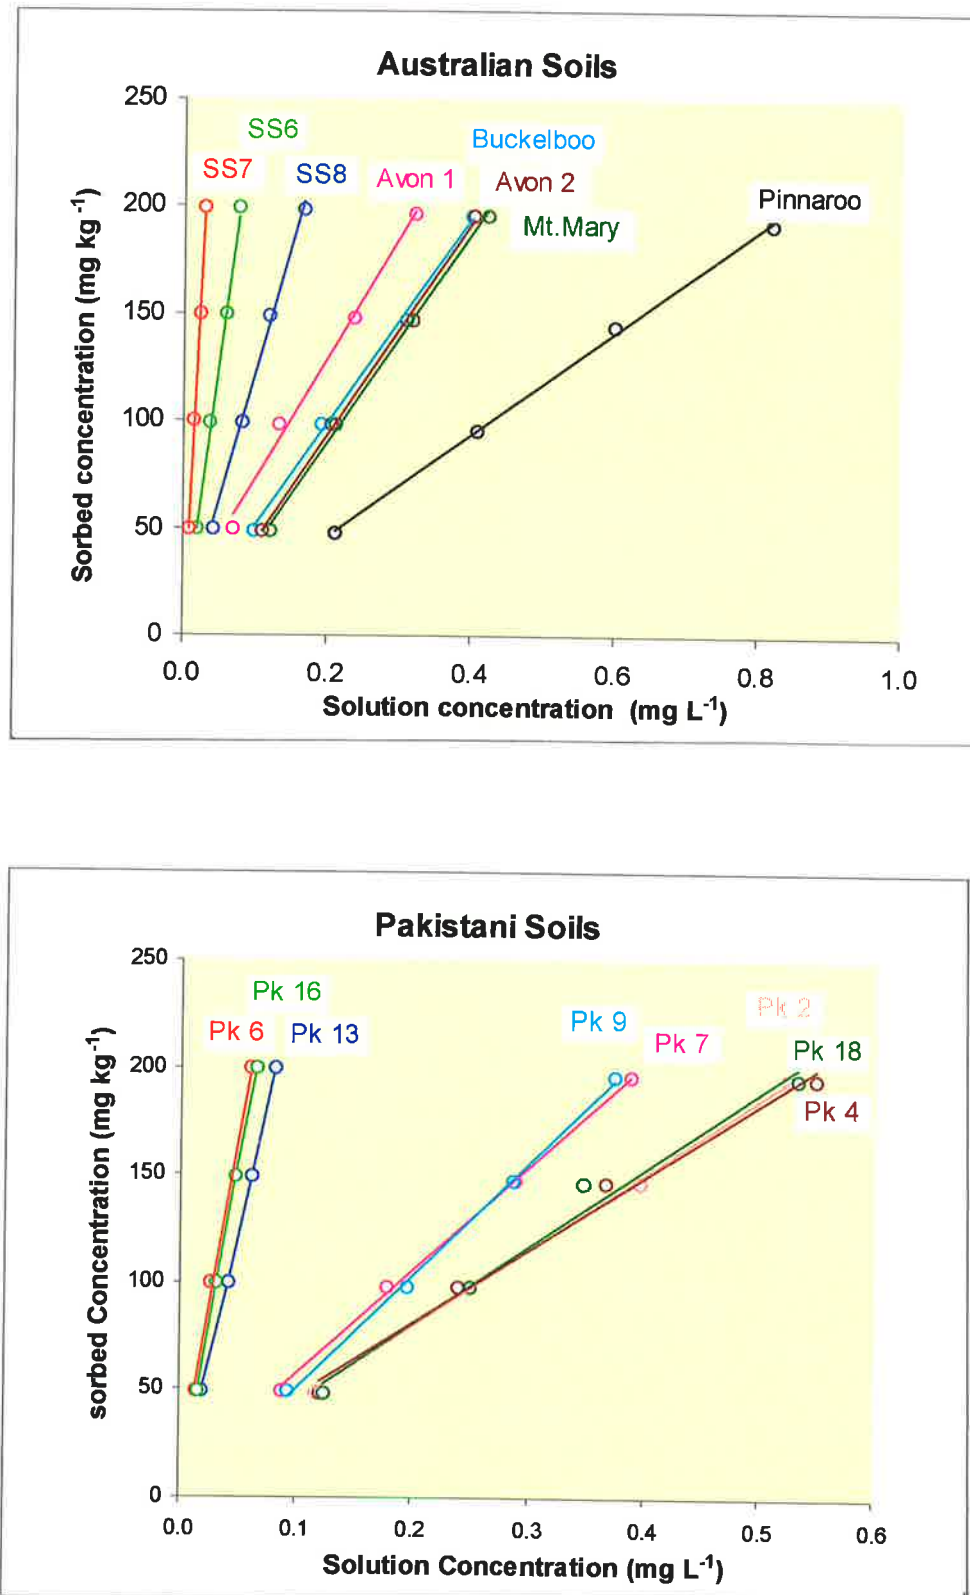 Australian Soils
250
200
150
100
50
0
Sorbed concentration (mg kg⁻¹)
SS6
SS7
SS8
Avon 1
Buckelboo
Avon 2
Mt.Mary
Pinnaroo
0.0 0.2 0.4 0.6 0.8 1.0
Solution concentration (mg L⁻¹)
Pakistani Soils
250
200
150
100
50
0
sorbed Concentration (mg kg⁻¹)
Pk 16
Pk 6
Pk 13
Pk 9
Pk 7
Pk 2
Pk 18
Pk 4
0.0 0.1 0.2 0.3 0.4 0.5 0.6
Solution Concentration (mg L⁻¹)